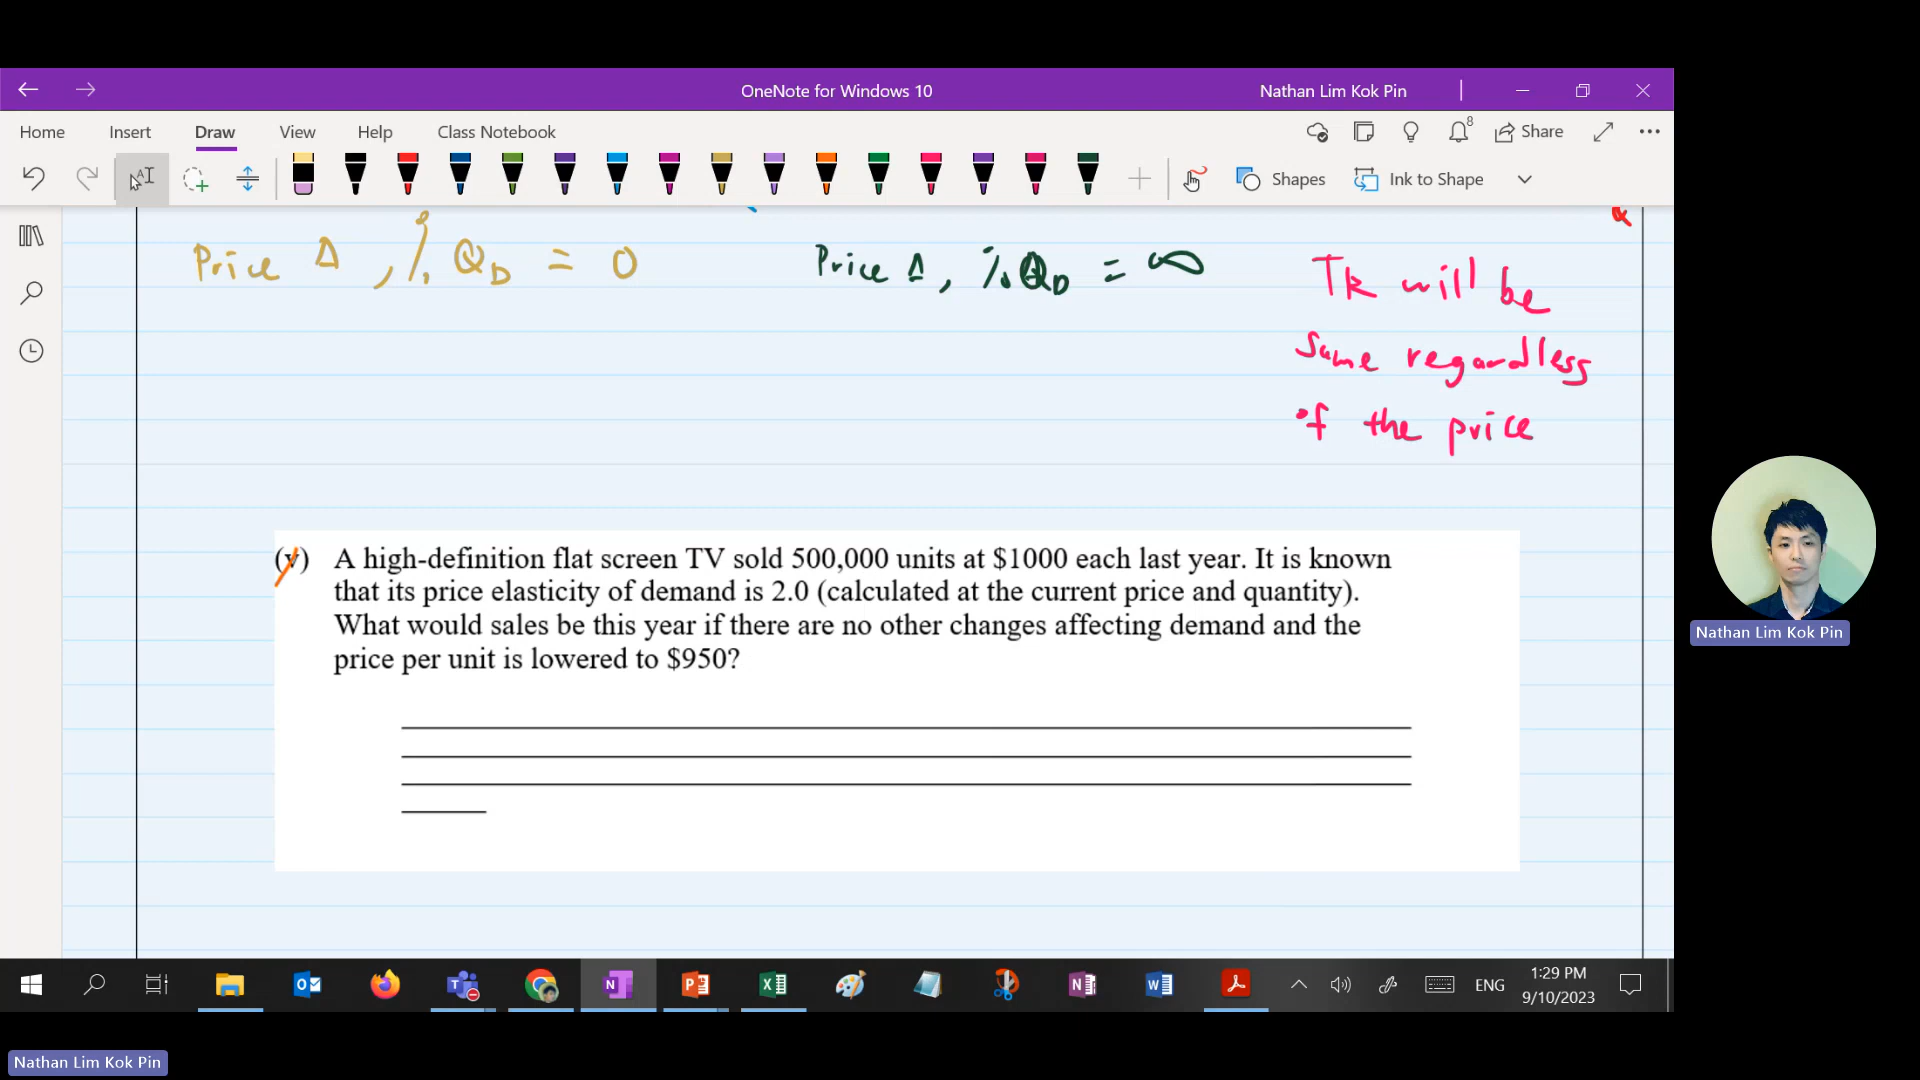 OneNote for Windows 10
Nathan Lim Kok Pin
Home Insert Draw View Help Class Notebook
8
Share
Shapes
Ink to Shape
Price Δ , % QD = 0
Price Δ , % QD = ∞
TR will be
same regardless
of the price
(v) A high-definition flat screen TV sold 500,000 units at $1000 each last year. It is known
that its price elasticity of demand is 2.0 (calculated at the current price and quantity).
What would sales be this year if there are no other changes affecting demand and the
price per unit is lowered to $950?
Nathan Lim Kok Pin
ENG
1:29 PM
9/10/2023
Nathan Lim Kok Pin